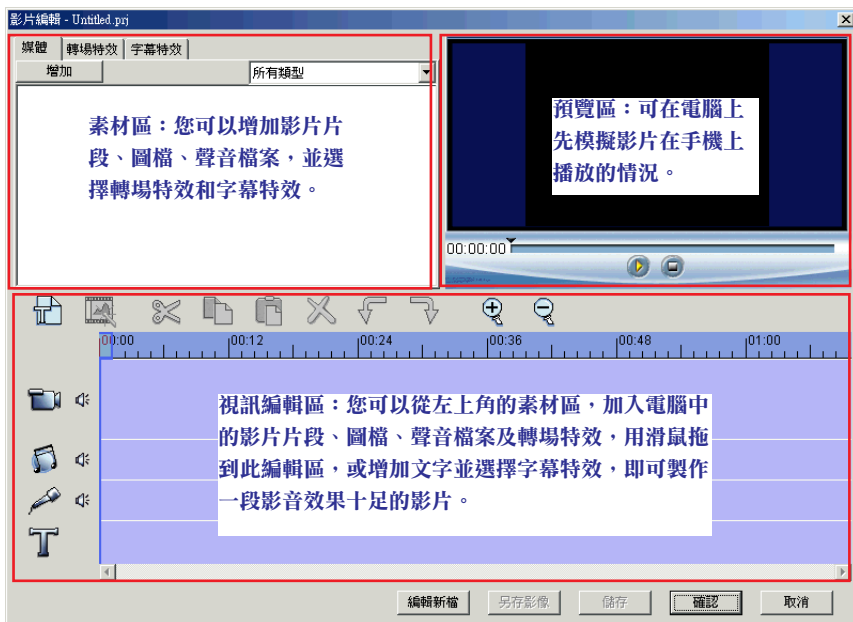 影片編輯 - Untitled.prj
媒體 轉場特效 字幕特效
增加 所有類型
素材區：您可以增加影片片
段、圖檔、聲音檔案，並選
擇轉場特效和字幕特效。
預覽區：可在電腦上
先模擬影片在手機上
播放的情況。
00:00:00
00:00 00:12 00:24 00:36 00:48 01:00
視訊編輯區：您可以從左上角的素材區，加入電腦中
的影片片段、圖檔、聲音檔案及轉場特效，用滑鼠拖
到此編輯區，或增加文字並選擇字幕特效，即可製作
一段影音效果十足的影片。
T
編輯新檔 另存影像 儲存 確認 取消